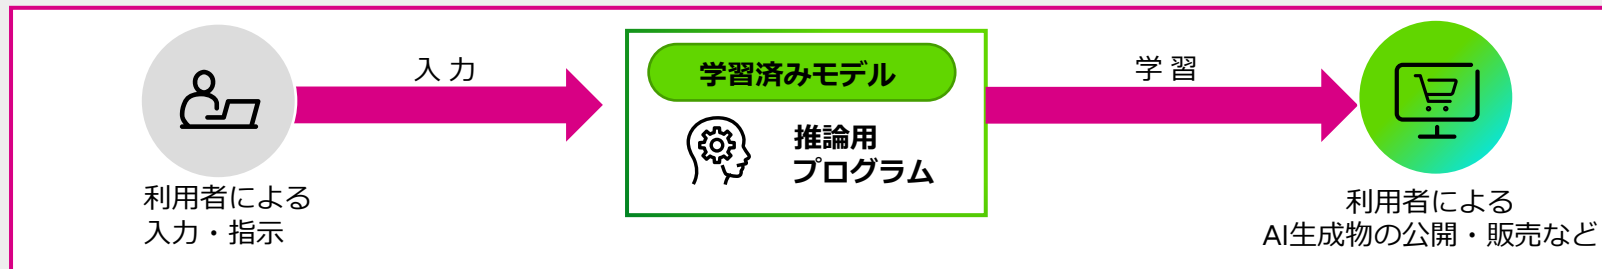 利用者による
入力・指示
入力
学習済みモデル
推論用
プログラム
学習
利用者による
AI生成物の公開・販売など